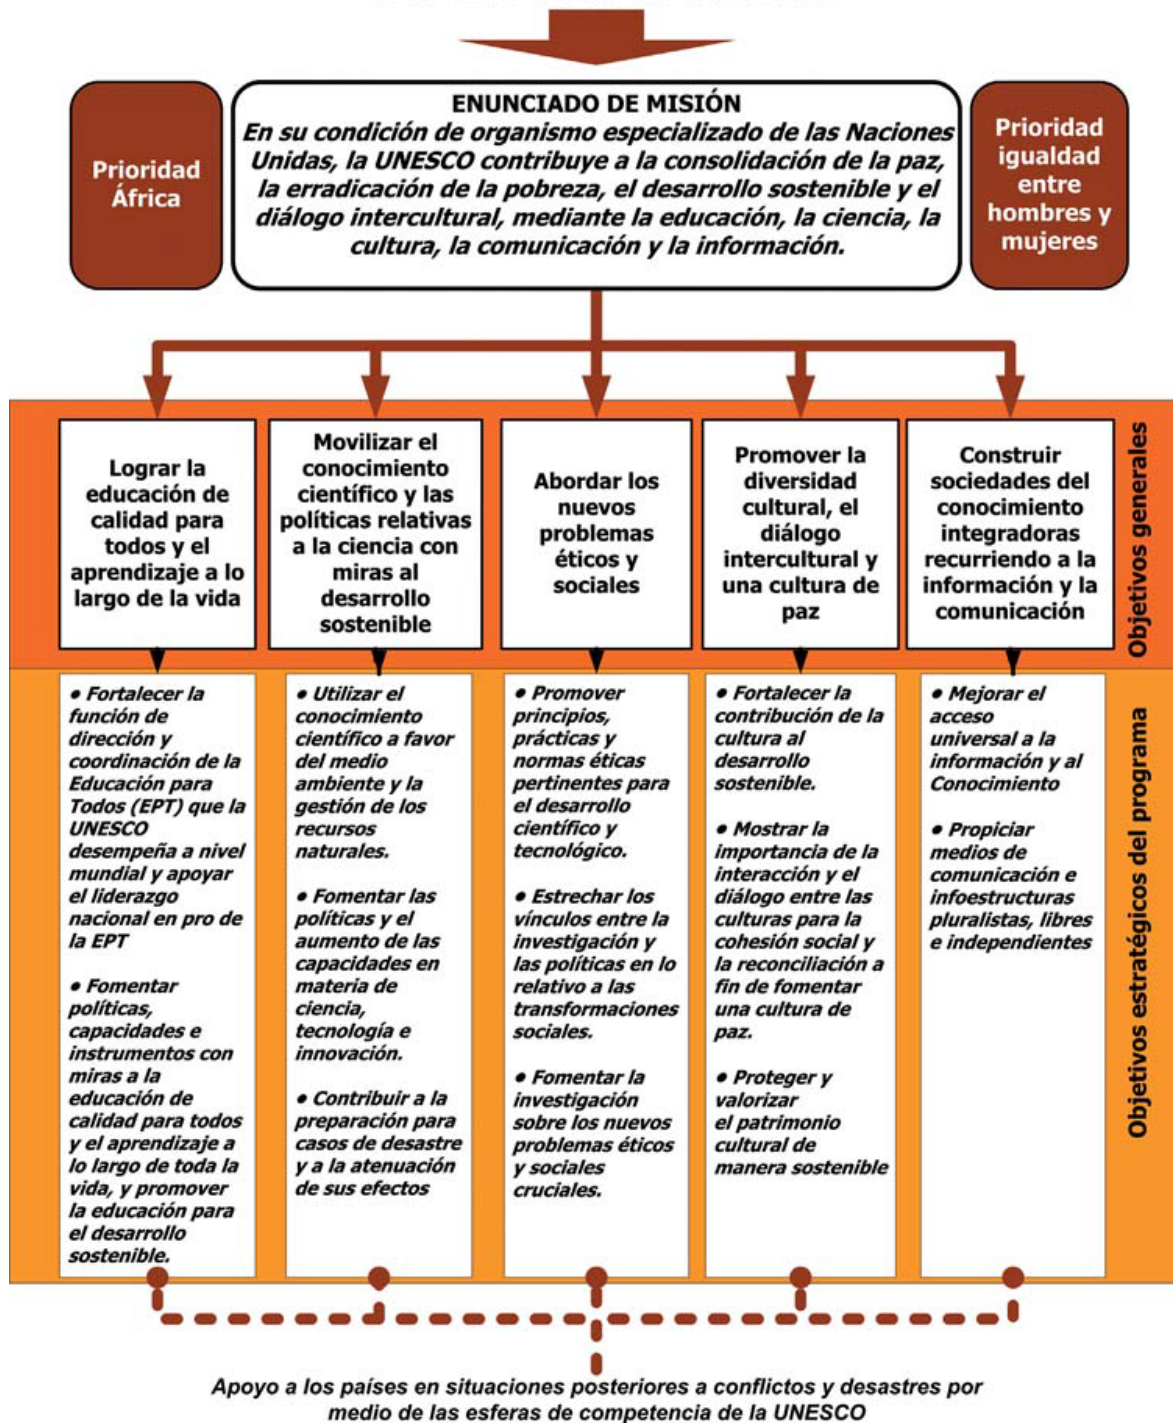 Prioridad
África
ENUNCIADO DE MISIÓN
En su condición de organismo especializado de las Naciones
Unidas, la UNESCO contribuye a la consolidación de la paz,
la erradicación de la pobreza, el desarrollo sostenible y el
diálogo intercultural, mediante la educación, la ciencia, la
cultura, la comunicación y la información.
Prioridad
igualdad
entre
hombres y
mujeres
Objetivos generales
Lograr la
educación de
calidad para
todos y el
aprendizaje a lo
largo de la vida
Movilizar el
conocimiento
científico y las
políticas relativas
a la ciencia con
miras al
desarrollo
sostenible
Abordar los
nuevos
problemas
éticos y
sociales
Promover la
diversidad
cultural, el
diálogo
intercultural y
una cultura de
paz
Construir
sociedades del
conocimiento
integradoras
recurriendo a la
información y la
comunicación
Objetivos estratégicos del programa
● Fortalecer la
función de
dirección y
coordinación de la
Educación para
Todos (EPT) que la
UNESCO
desempeña a nivel
mundial y apoyar
el liderazgo
nacional en pro de
la EPT
● Fomentar
políticas,
capacidades e
instrumentos con
miras a la
educación de
calidad para todos
y el aprendizaje a
lo largo de toda la
vida, y promover
la educación para
el desarrollo
sostenible.
● Utilizar el
conocimiento
científico a favor
del medio
ambiente y la
gestión de los
recursos
naturales.
● Fomentar las
políticas y el
aumento de las
capacidades en
materia de
ciencia,
tecnología e
innovación.
● Contribuir a la
preparación para
casos de desastre
y a la atenuación
de sus efectos
● Promover
principios,
prácticas y
normas éticas
pertinentes para
el desarrollo
científico y
tecnológico.
● Estrechar los
vínculos entre la
investigación y
las políticas en lo
relativo a las
transformaciones
sociales.
● Fomentar la
investigación
sobre los nuevos
problemas éticos
y sociales
cruciales.
● Fortalecer la
contribución de la
cultura al
desarrollo
sostenible.
● Mostrar la
importancia de la
interacción y el
diálogo entre las
culturas para la
cohesión social y
la reconciliación a
fin de fomentar
una cultura de
paz.
● Proteger y
valorizar
el patrimonio
cultural de
manera sostenible
● Mejorar el
acceso
universal a la
información y al
Conocimiento
● Propiciar
medios de
comunicación e
infoestructuras
pluralistas, libres
e independientes
Apoyo a los países en situaciones posteriores a conflictos y desastres por
medio de las esferas de competencia de la UNESCO